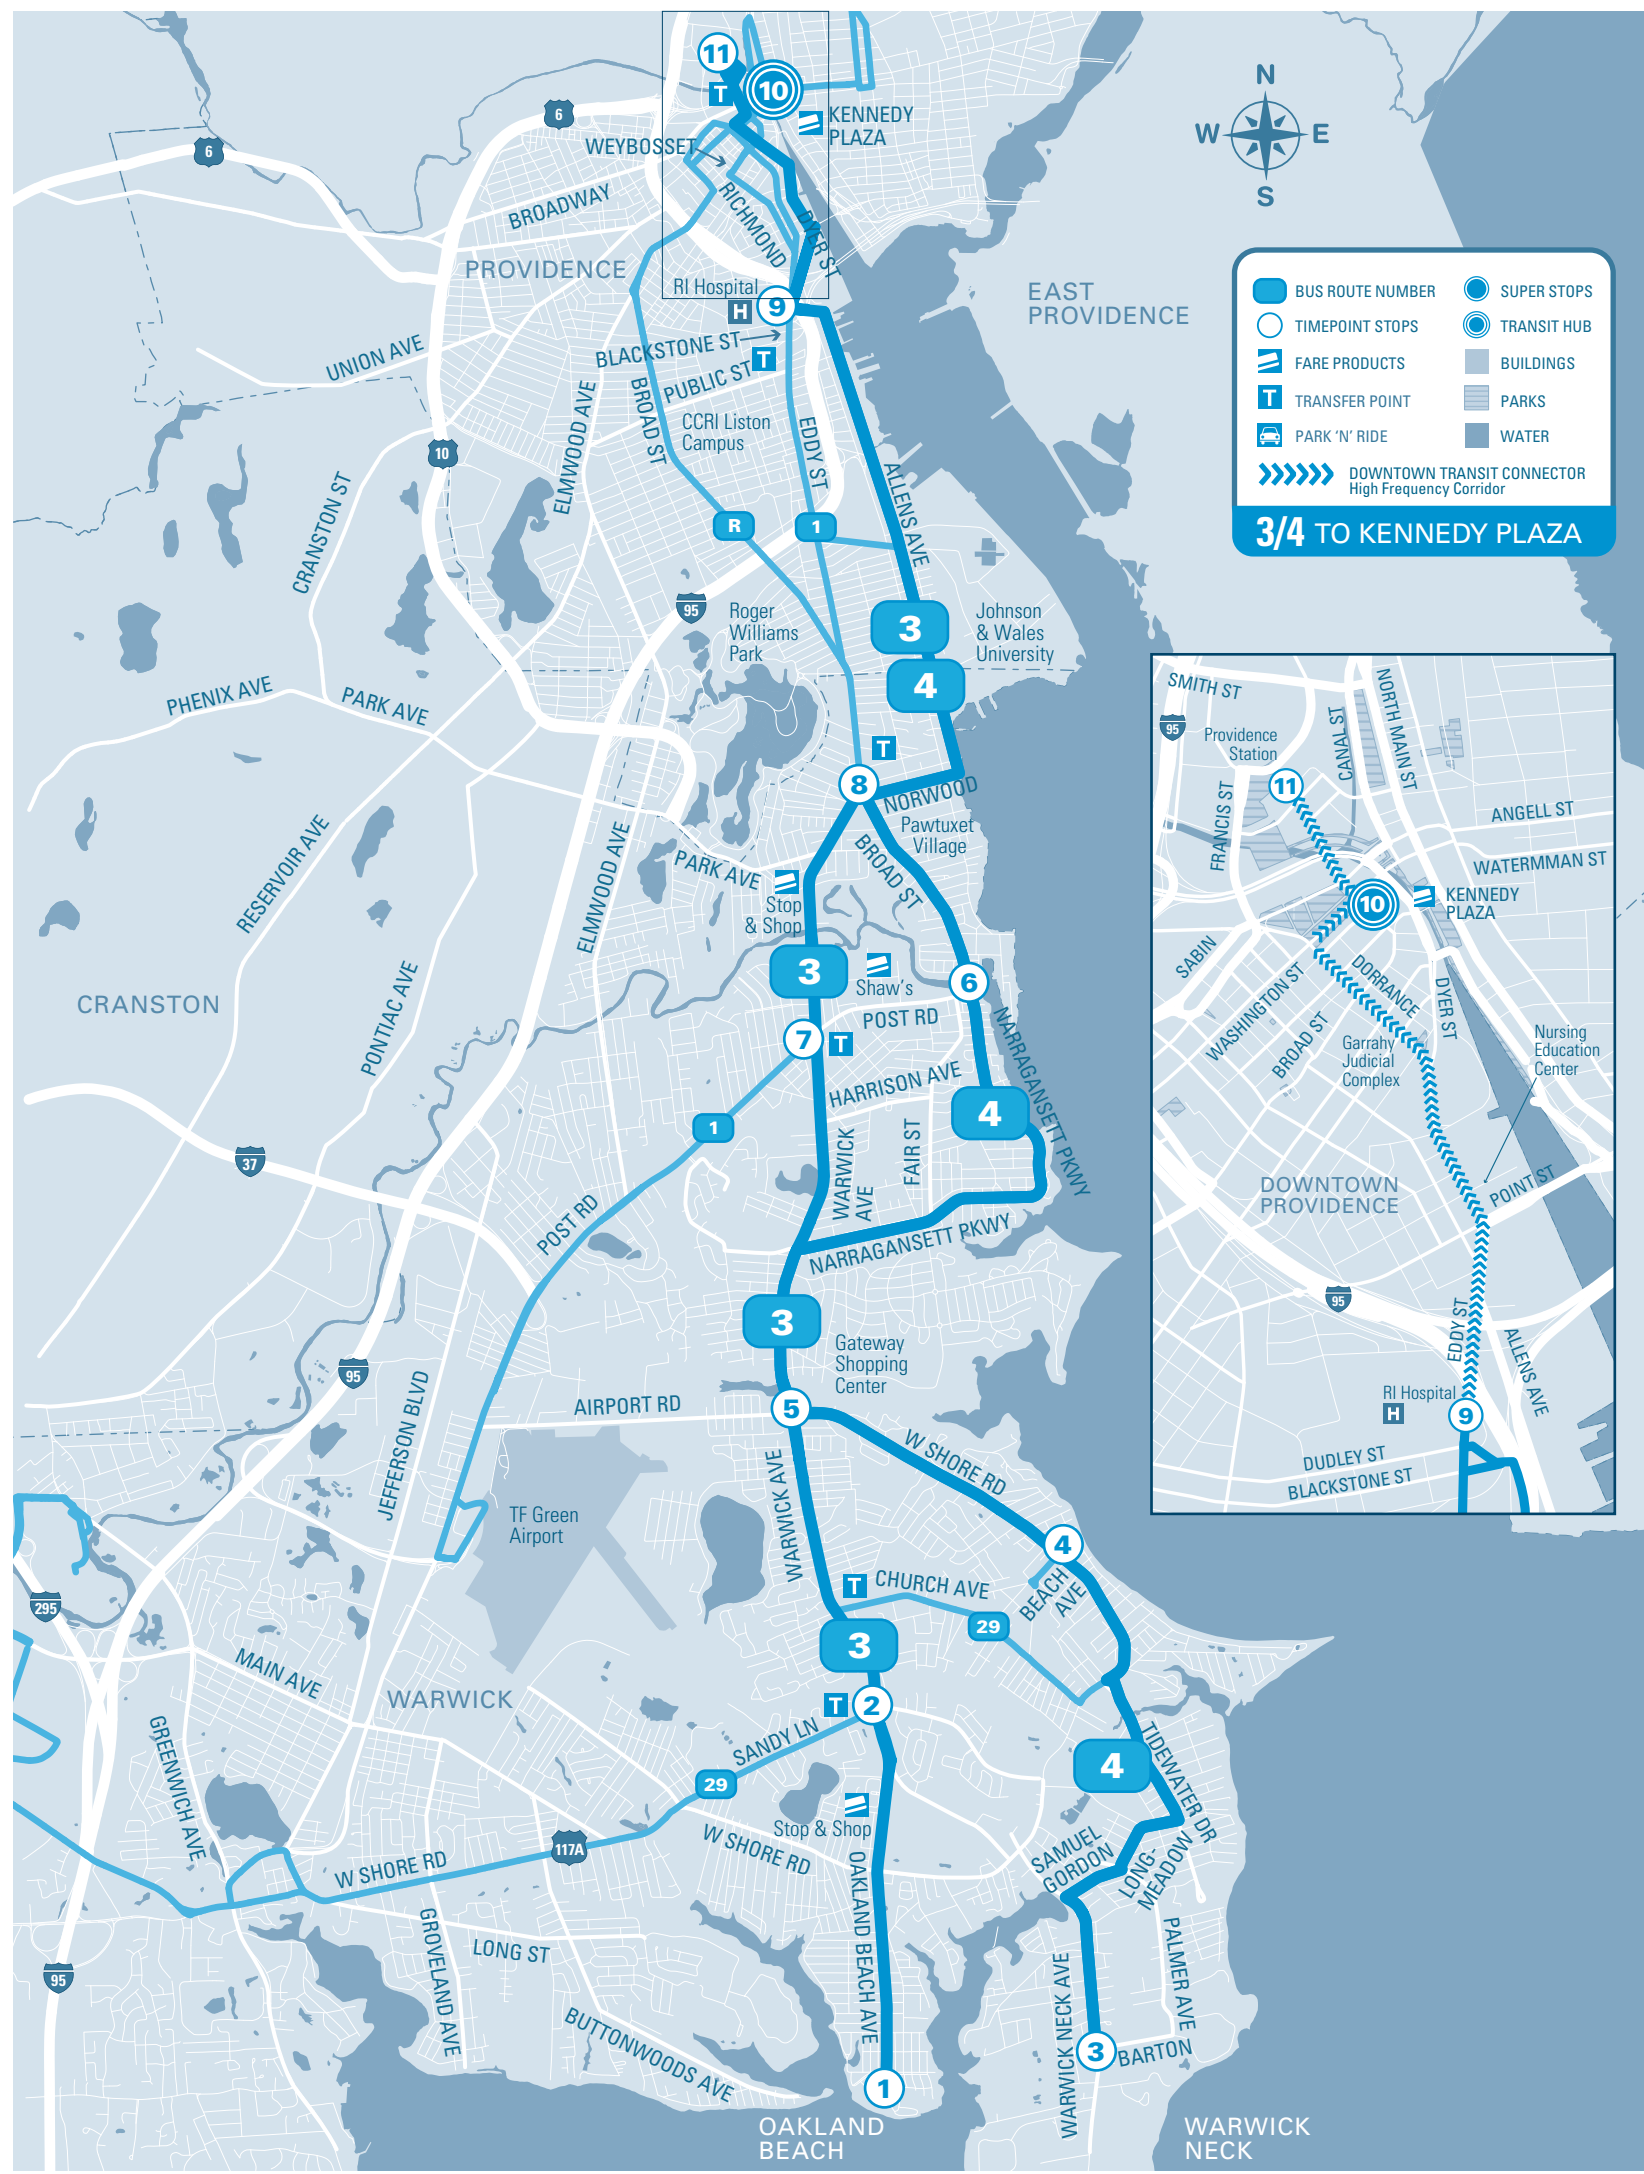 11
T
10
KENNEDY
PLAZA
6
6
WEYBOSSET
BROADWAY
RICHMOND
DYER ST
PROVIDENCE
RI Hospital
H
9
EAST
PROVIDENCE
N
W
E
S
BUS ROUTE NUMBER
SUPER STOPS
TIMEPOINT STOPS
TRANSIT HUB
FARE PRODUCTS
BUILDINGS
T
TRANSFER POINT
PARKS
PARK 'N' RIDE
WATER
DOWNTOWN TRANSIT CONNECTOR
High Frequency Corridor
3/4 TO KENNEDY PLAZA
UNION AVE
BLACKSTONE ST
T
PUBLIC ST
BROAD ST
ELMWOOD AVE
CCRI Liston
Campus
EDDY ST
10
CRANSTON ST
ALLENS AVE
R
1
95
Roger
Williams
Park
3
Johnson
& Wales
University
4
PHENIX AVE
PARK AVE
T
8
NORWOOD
Pawtuxet
Village
RESERVOIR AVE
ELMWOOD AVE
PARK AVE
BROAD ST
Stop
& Shop
3
Shaw's
6
CRANSTON
PONTIAC AVE
POST RD
7
T
NARRAGANSETT PKWY
HARRISON AVE
4
1
37
WARWICK
AVE
FAIR ST
POST RD
NARRAGANSETT PKWY
3
Gateway
Shopping
Center
95
JEFFERSON BLVD
AIRPORT RD
5
W SHORE RD
WARWICK AVE
TF Green
Airport
4
T
CHURCH AVE
BEACH
AVE
295
29
3
MAIN AVE
WARWICK
T
2
GREENWICH AVE
SANDY LN
TIDEWATER DR
4
29
Stop & Shop
117A
W SHORE RD
W SHORE RD
SAMUEL
GORDON
LONG-
MEADOW
OAKLAND BEACH AVE
GROVELAND AVE
LONG ST
95
PALMER AVE
WARWICK NECK AVE
BUTTONWOODS AVE
3
BARTON
1
OAKLAND
BEACH
WARWICK
NECK
SMITH ST
95
Providence
Station
CANAL ST
NORTH MAIN ST
11
FRANCIS ST
ANGELL ST
WATERMMAN ST
10
KENNEDY
PLAZA
SABIN
WASHINGTON ST
DORRANCE
DYER ST
BROAD ST
Garrahy
Judicial
Complex
Nursing
Education
Center
DOWNTOWN
PROVIDENCE
POINT ST
95
EDDY ST
ALLENS AVE
RI Hospital
H
9
DUDLEY ST
BLACKSTONE ST